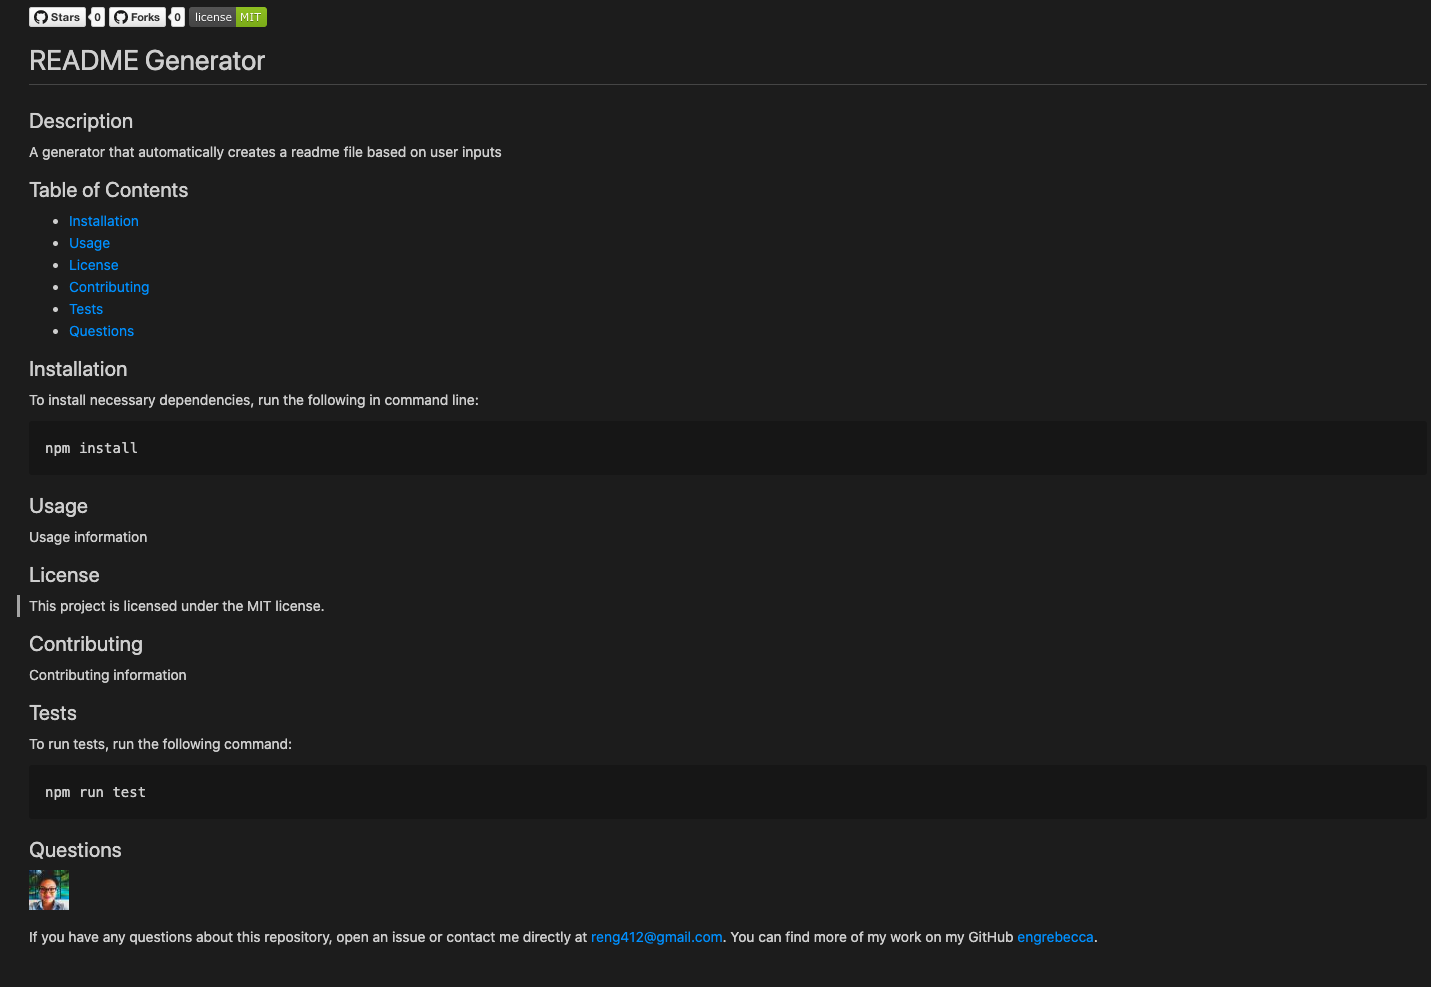 Stars 0 Forks 0 license MIT
README Generator
Description
A generator that automatically creates a readme file based on user inputs
Table of Contents
Installation
Usage
License
Contributing
Tests
Questions
Installation
To install necessary dependencies, run the following in command line:
npm install
Usage
Usage information
License
This project is licensed under the MIT license.
Contributing
Contributing information
Tests
To run tests, run the following command:
npm run test
Questions
If you have any questions about this repository, open an issue or contact me directly at reng412@gmail.com. You can find more of my work on my GitHub engrebecca.